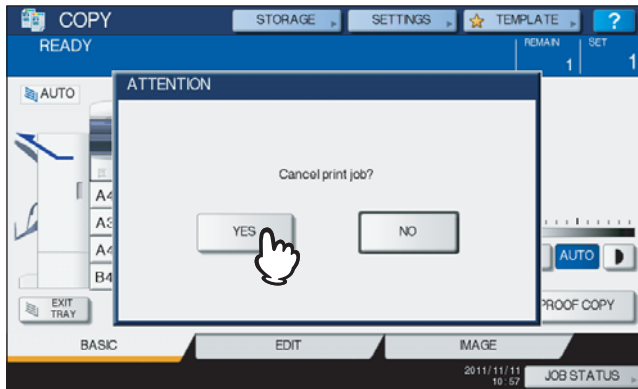 COPY
STORAGE
SETTINGS
TEMPLATE
?
READY
REMAIN
SET
1
1
AUTO
ATTENTION
Cancel print job?
A4
A3
A4
B4
YES
NO
AUTO
EXIT
TRAY
PROOF COPY
BASIC
EDIT
IMAGE
2011/11/11
10:57
JOB STATUS